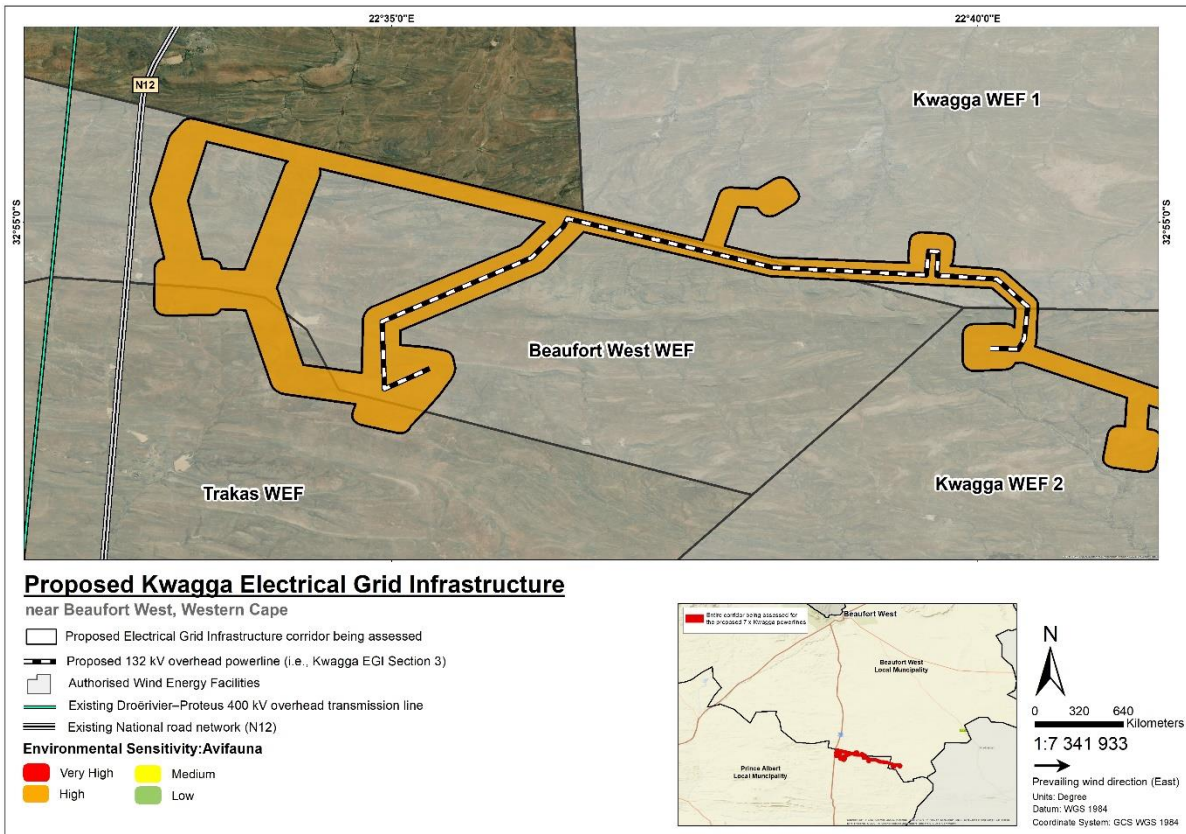 22°35'0"E
22°40'0"E
N12
Kwagga WEF 1
32°55'0"S
32°55'0"S
Beaufort West WEF
Trakas WEF
Kwagga WEF 2
Proposed Kwagga Electrical Grid Infrastructure
near Beaufort West, Western Cape
Proposed Electrical Grid Infrastructure corridor being assessed
Proposed 132 kV overhead powerline (i.e., Kwagga EGI Section 3)
Authorised Wind Energy Facilities
Existing Droërivier–Proteus 400 kV overhead transmission line
Existing National road network (N12)
Environmental Sensitivity:Avifauna
Very High
Medium
High
Low
Entire corridor being assessed for
the proposed 7 x Kwagga powerlines
Beaufort West
Beaufort West
Local Municipality
Prince Albert
Local Muncipality
N
0 320 640
Kilometers
1:7 341 933
Prevailing wind direction (East)
Units: Degree
Datum: WGS 1984
Coordinate System: GCS WGS 1984